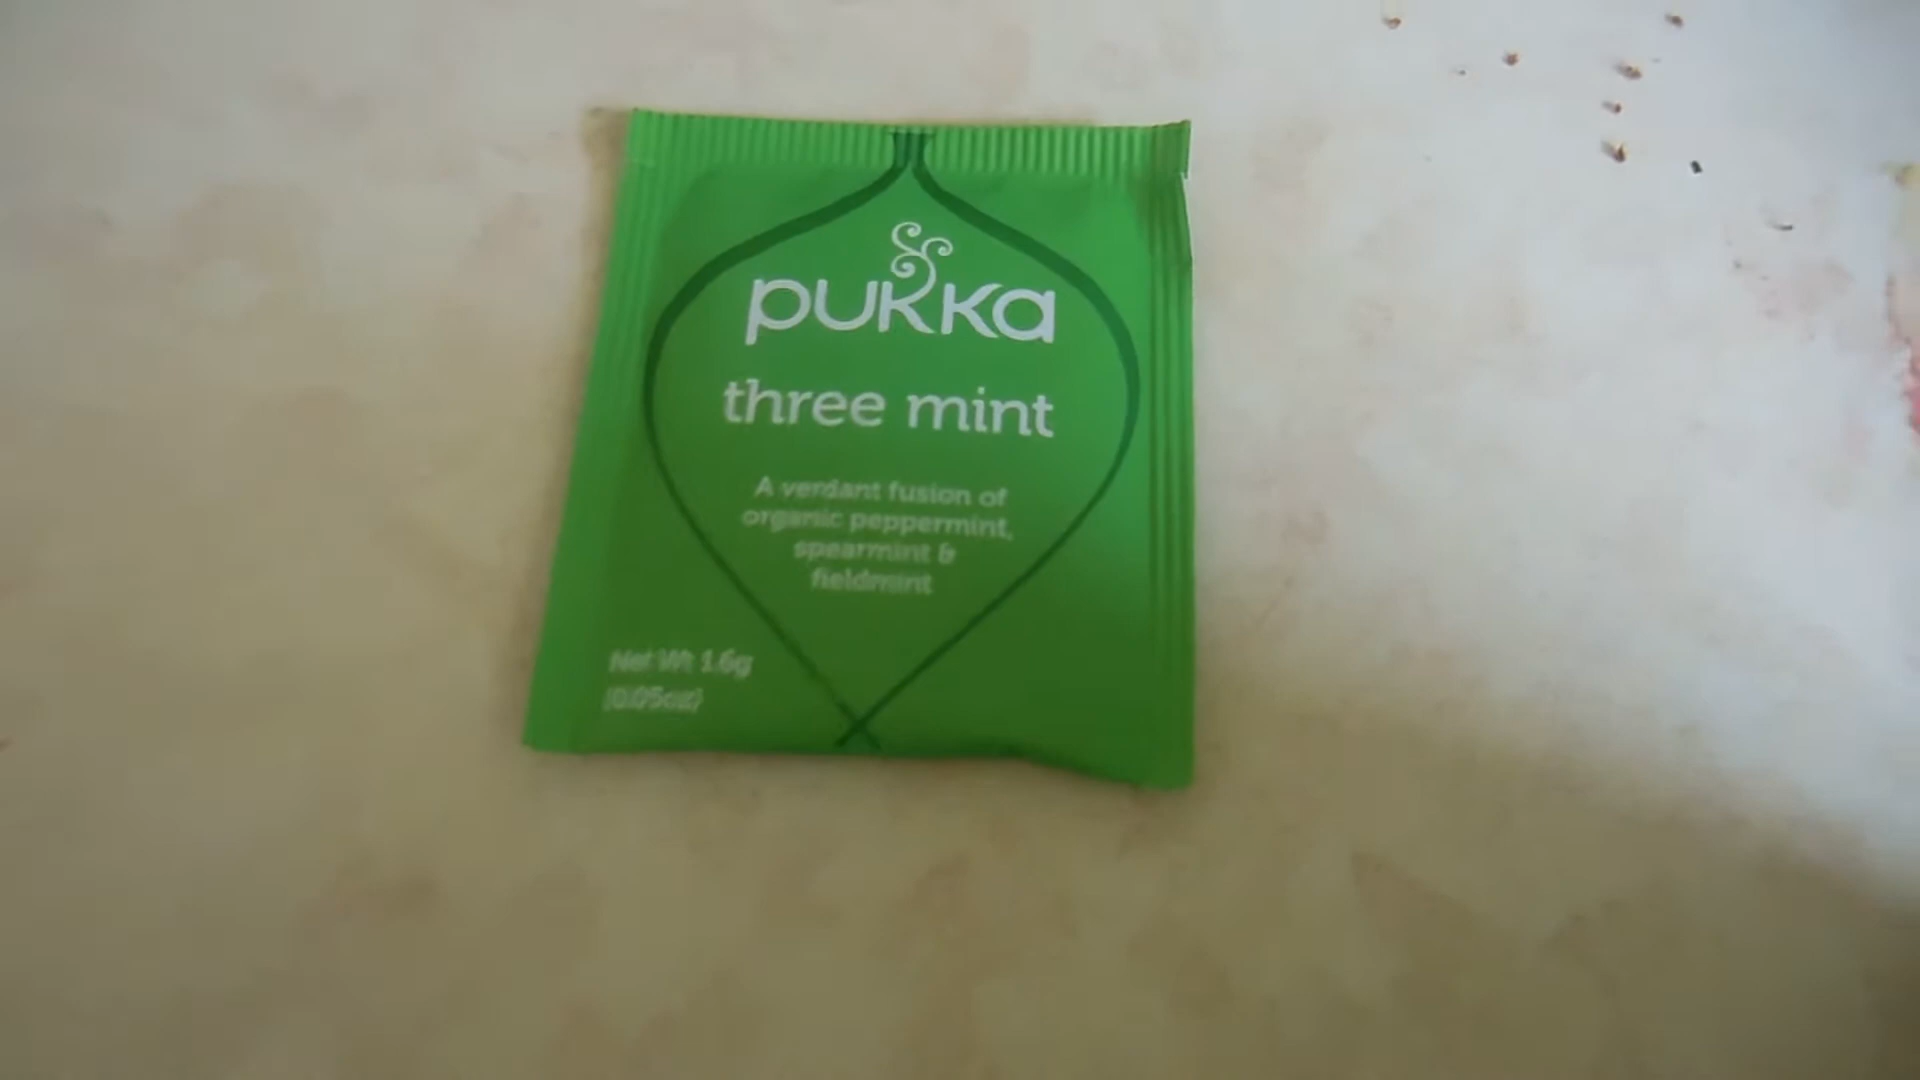 pukka
three mint
A verdant fusion of
organic peppermint,
spearmint &
fieldmint
Net Wt 1.6g
(0.05oz)